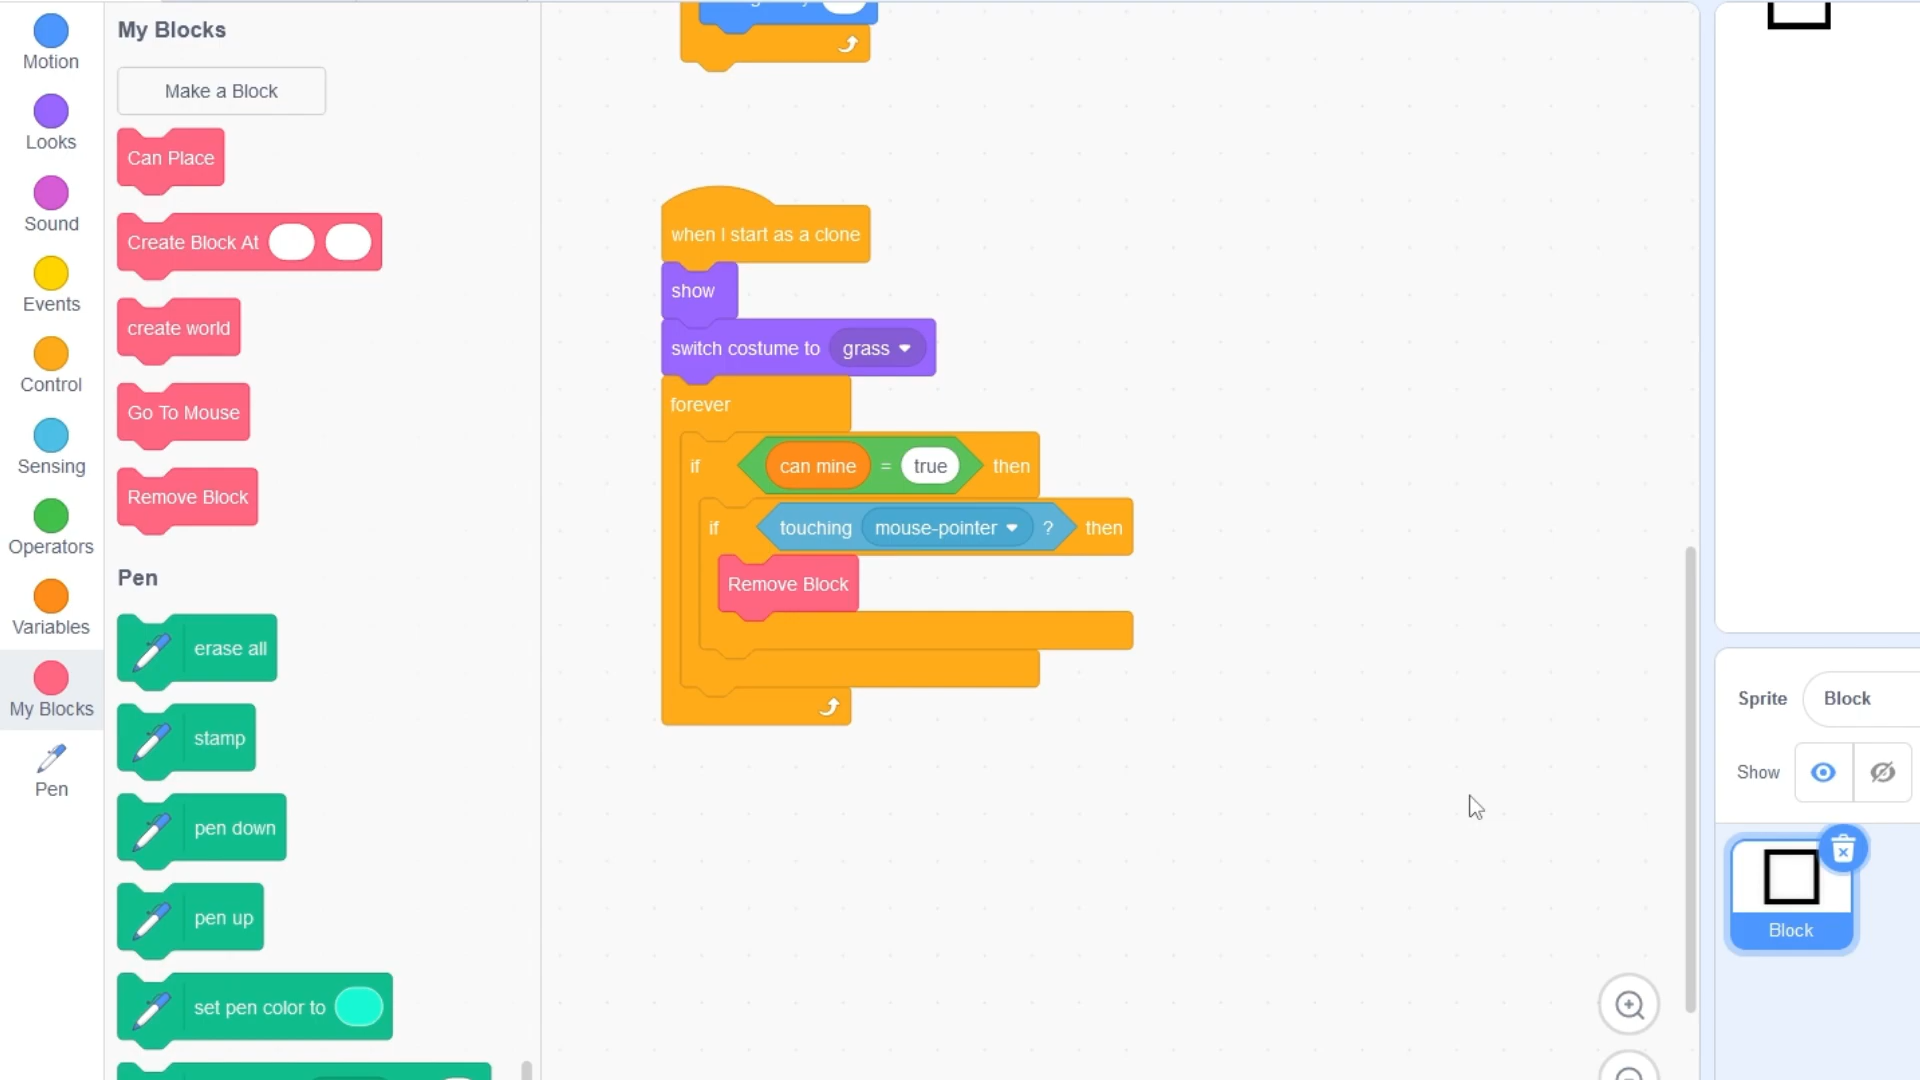 Motion
Looks
Sound
Events
Control
Sensing
Operators
Variables
My Blocks
Pen
My Blocks
Make a Block
Can Place
Create Block At
create world
Go To Mouse
Remove Block
Pen
erase all
stamp
pen down
pen up
set pen color to
when I start as a clone
show
switch costume to grass
forever
if can mine = true then
if touching mouse-pointer ? then
Remove Block
Sprite Block
Show
Block